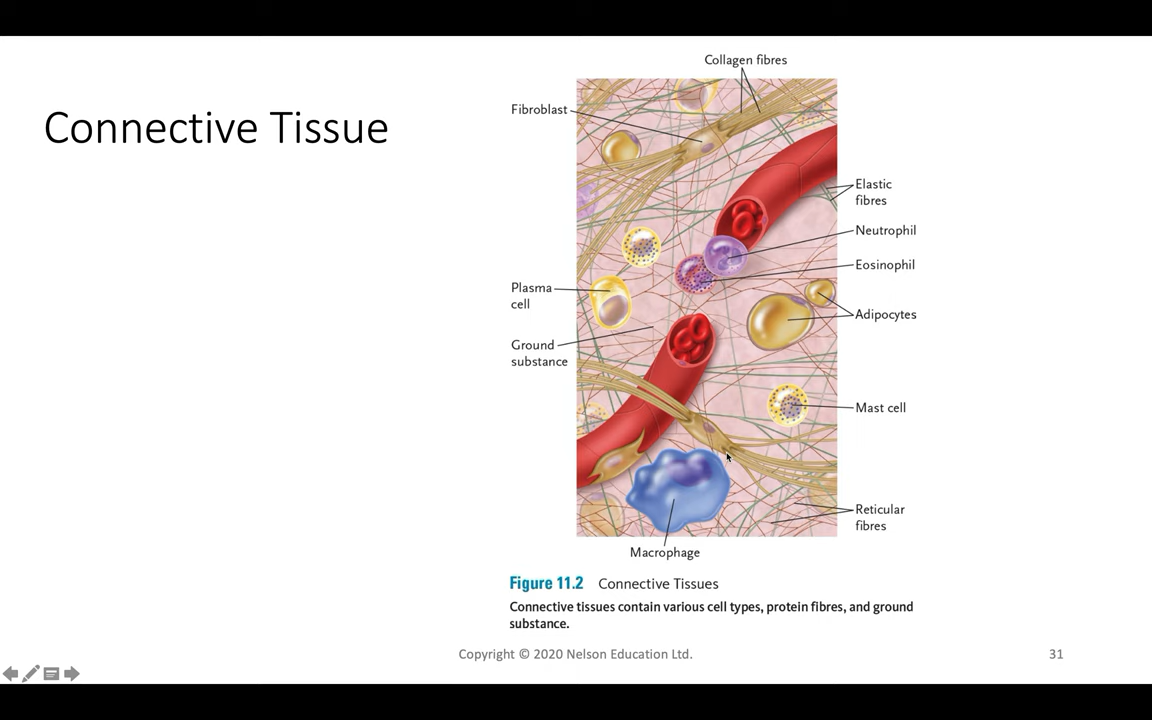 Connective Tissue
Collagen fibres
Fibroblast
Elastic
fibres
Neutrophil
Eosinophil
Plasma
cell
Adipocytes
Ground
substance
Mast cell
Reticular
fibres
Macrophage
Figure 11.2 Connective Tissues
Connective tissues contain various cell types, protein fibres, and ground
substance.
Copyright © 2020 Nelson Education Ltd.
31